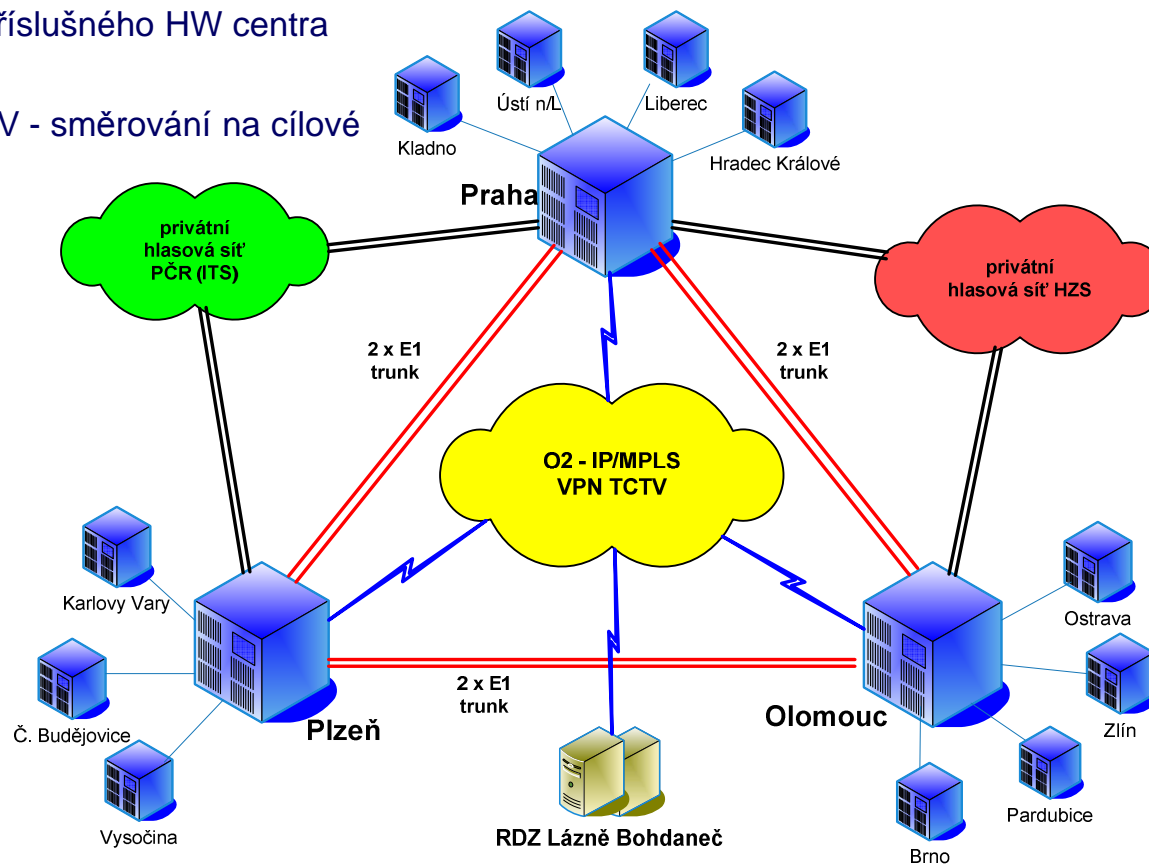 říslušného HW centra
V - směrování na cílové
Ústí n/L
Liberec
Kladno
Hradec Králové
Praha
privátní
hlasová síť
PČR (ITS)
privátní
hlasová síť HZS
2 x E1
trunk
2 x E1
trunk
O2 - IP/MPLS
VPN TCTV
Karlovy Vary
Ostrava
2 x E1
trunk
Č. Budějovice
Plzeň
Olomouc
Zlín
Vysočina
Pardubice
RDZ Lázně Bohdaneč
Brno